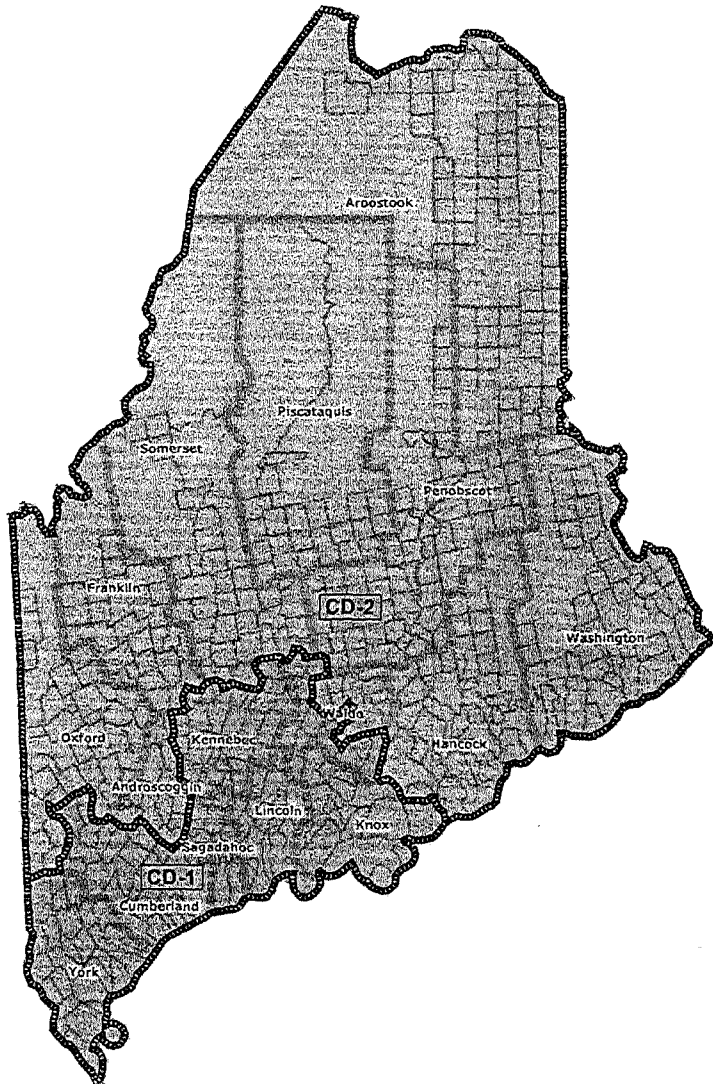 Aroostook
Piscataquis
Somerset
Penobscot
Franklin
CD-2
Washington
Waldo
Oxford
Kennebec
Hancock
Androscoggin
Lincoln
Knox
Sagadahoc
CD-1
Cumberland
York